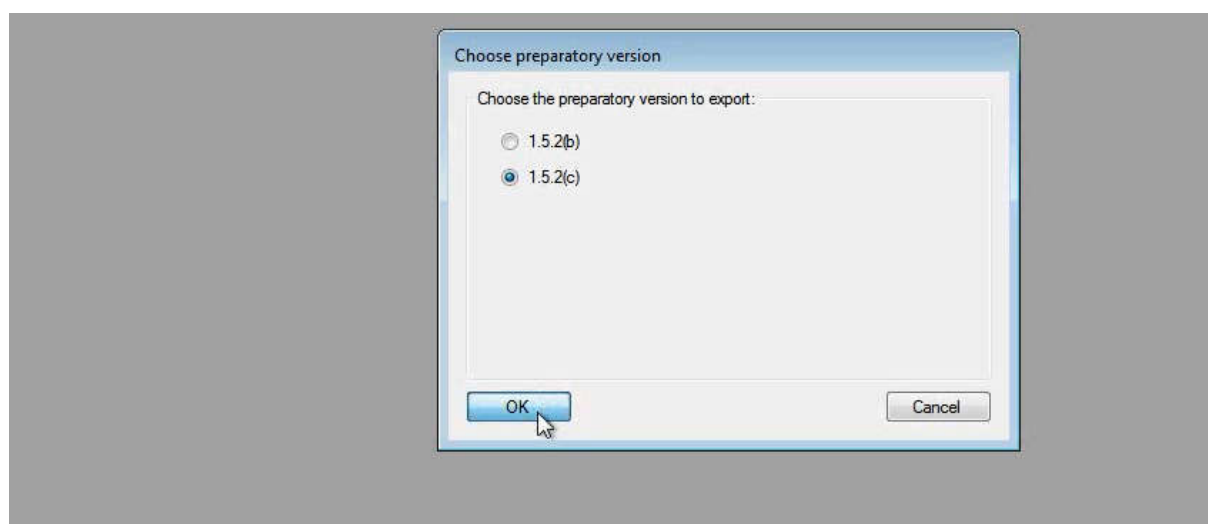 Choose preparatory version
Choose the preparatory version to export:
1.5.2(b)
1.5.2(c)
OK
Cancel